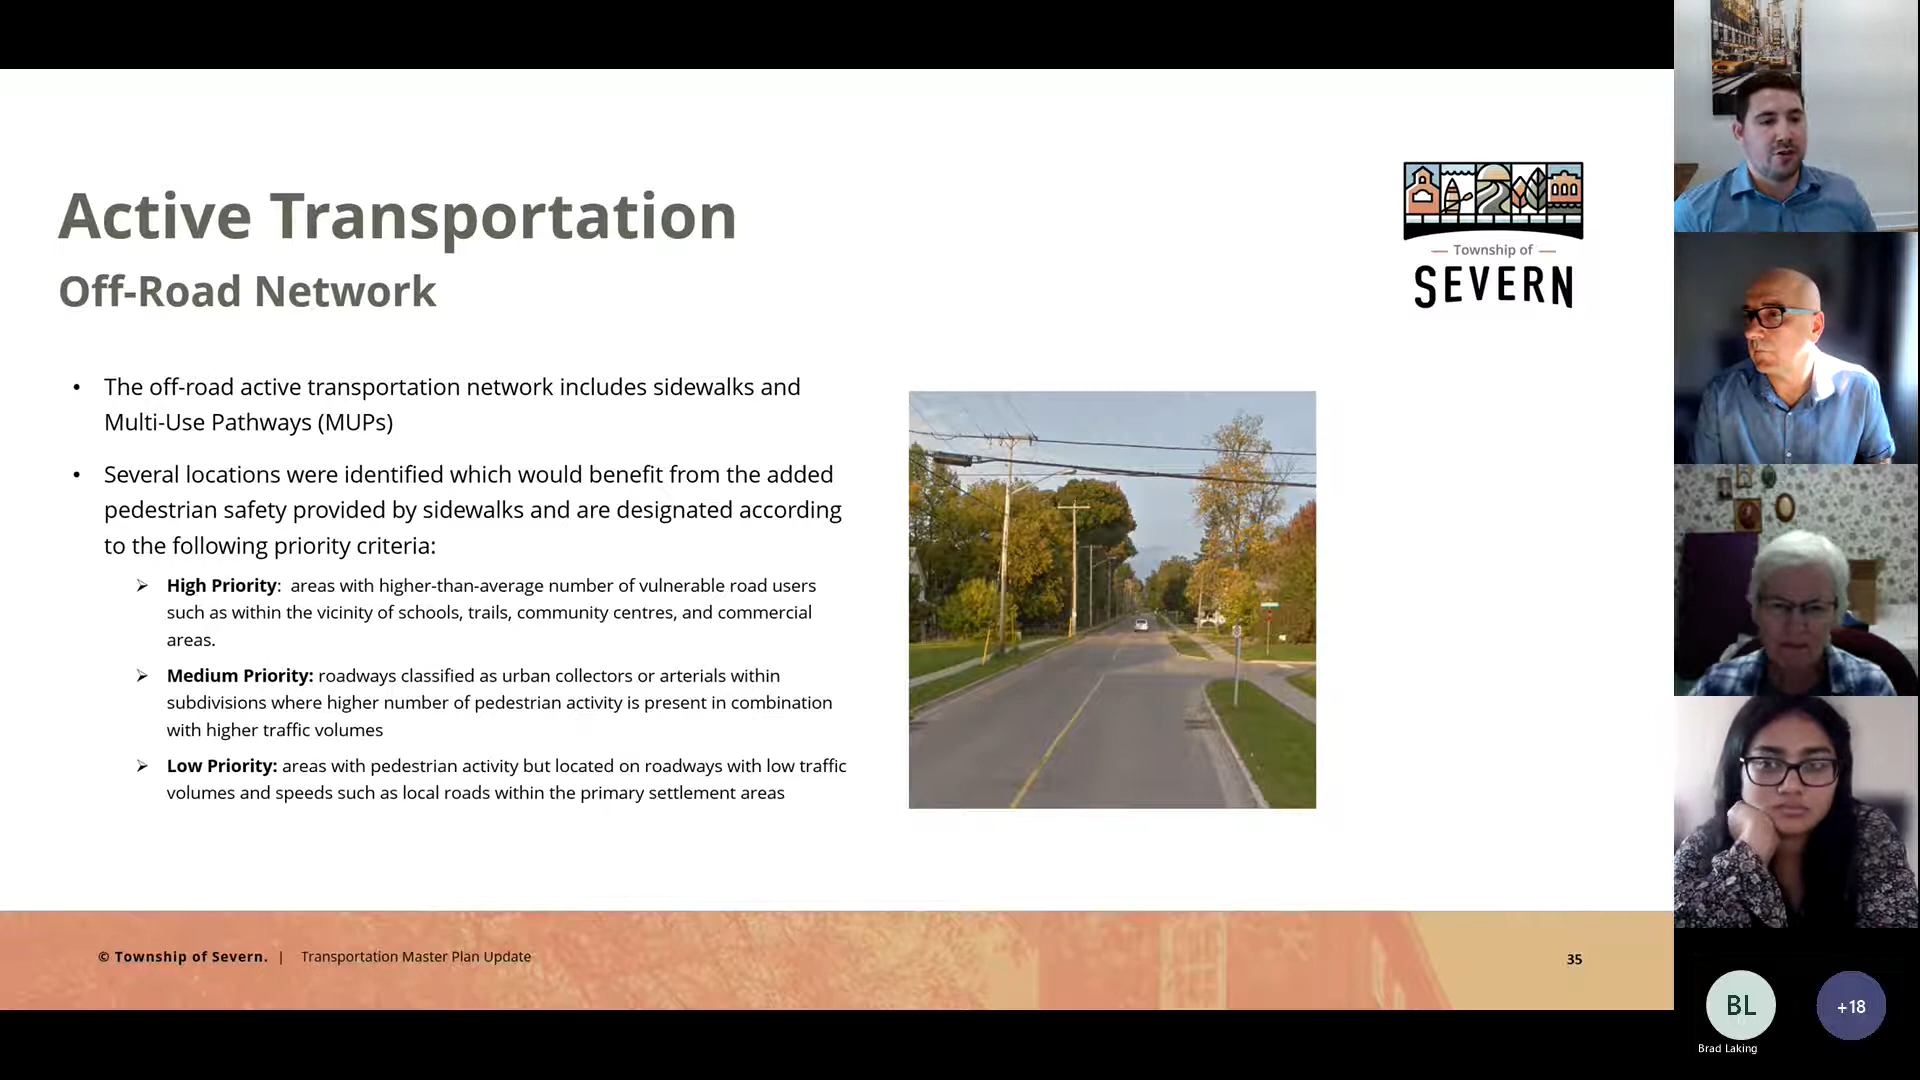 Active Transportation
Off-Road Network
Township of
SEVERN
• The off-road active transportation network includes sidewalks and
Multi-Use Pathways (MUPs)
• Several locations were identified which would benefit from the added
pedestrian safety provided by sidewalks and are designated according
to the following priority criteria:
➢ High Priority: areas with higher-than-average number of vulnerable road users
such as within the vicinity of schools, trails, community centres, and commercial
areas.
➢ Medium Priority: roadways classified as urban collectors or arterials within
subdivisions where higher number of pedestrian activity is present in combination
with higher traffic volumes
➢ Low Priority: areas with pedestrian activity but located on roadways with low traffic
volumes and speeds such as local roads within the primary settlement areas
© Township of Severn. | Transportation Master Plan Update
35
BL
+18
Brad Laking